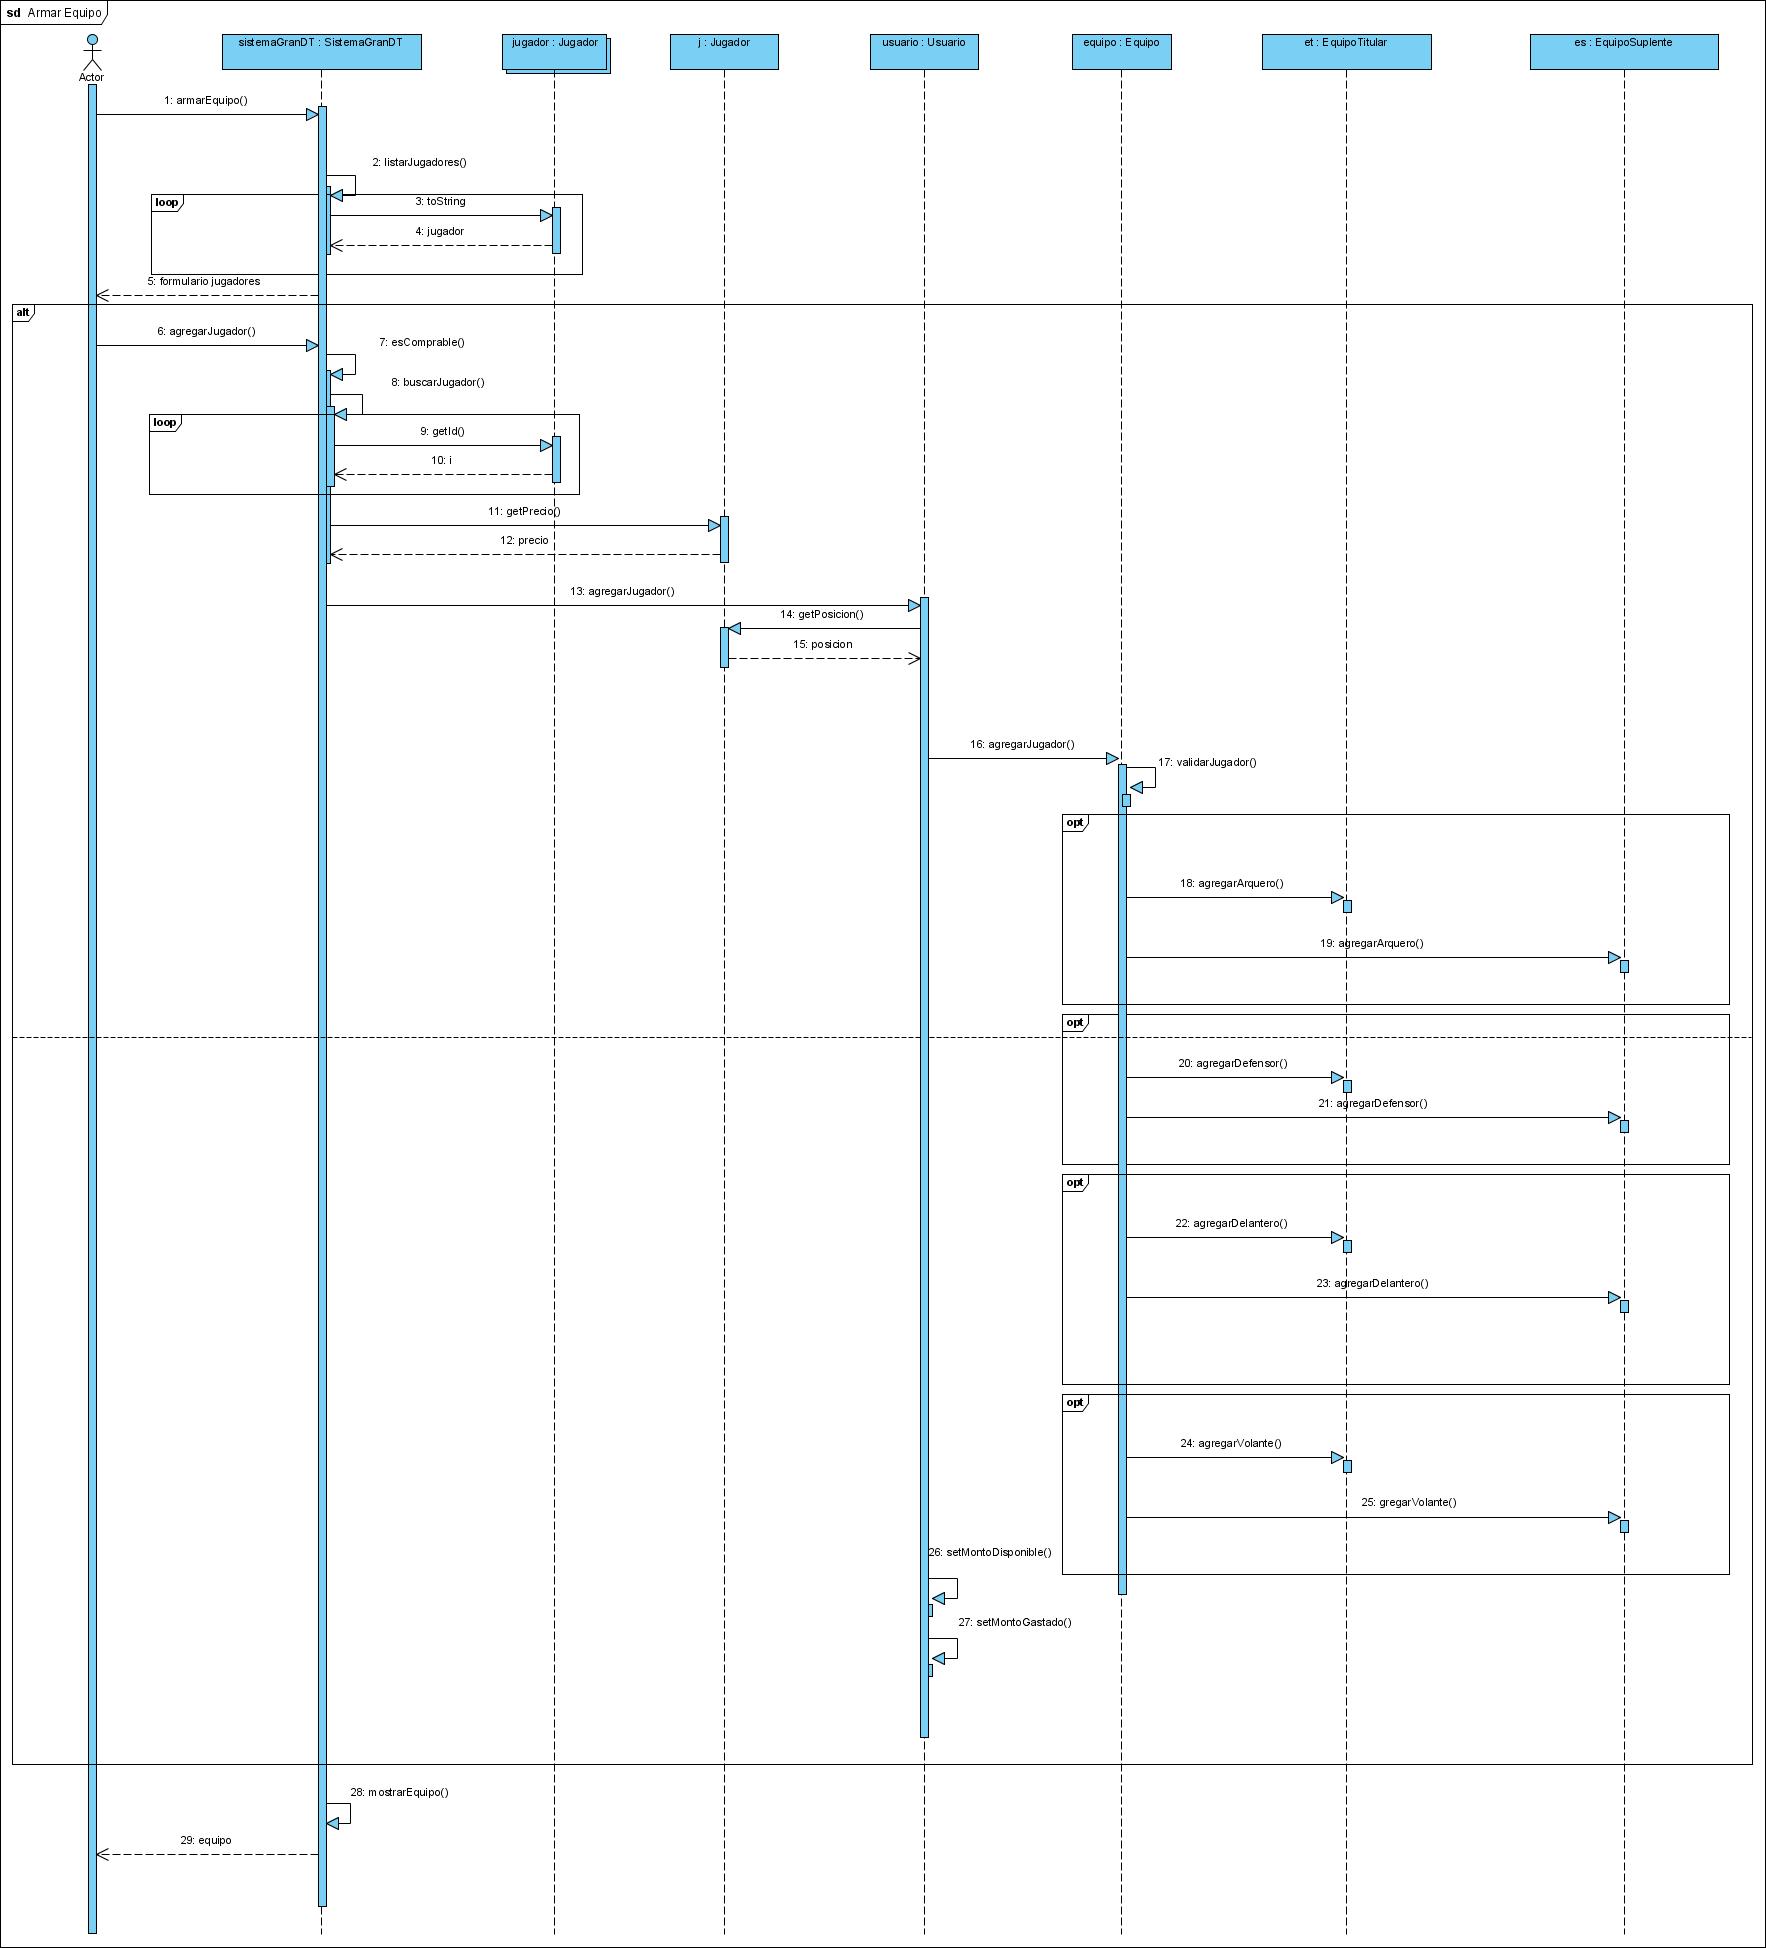 sd Armar Equipo
sistemaGranDT : SistemaGranDT
jugador : Jugador
j : Jugador
usuario : Usuario
equipo : Equipo
et : EquipoTitular
es : EquipoSuplente
Actor
1: armarEquipo()
2: listarJugadores()
loop
3: toString
4: jugador
5: formulario jugadores
alt
6: agregarJugador()
7: esComprable()
8: buscarJugador()
loop
9: getId()
10: i
11: getPrecio()
12: precio
13: agregarJugador()
14: getPosicion()
15: posicion
16: agregarJugador()
17: validarJugador()
opt
18: agregarArquero()
19: agregarArquero()
opt
20: agregarDefensor()
21: agregarDefensor()
opt
22: agregarDelantero()
23: agregarDelantero()
opt
24: agregarVolante()
25: gregarVolante()
26: setMontoDisponible()
27: setMontoGastado()
28: mostrarEquipo()
29: equipo